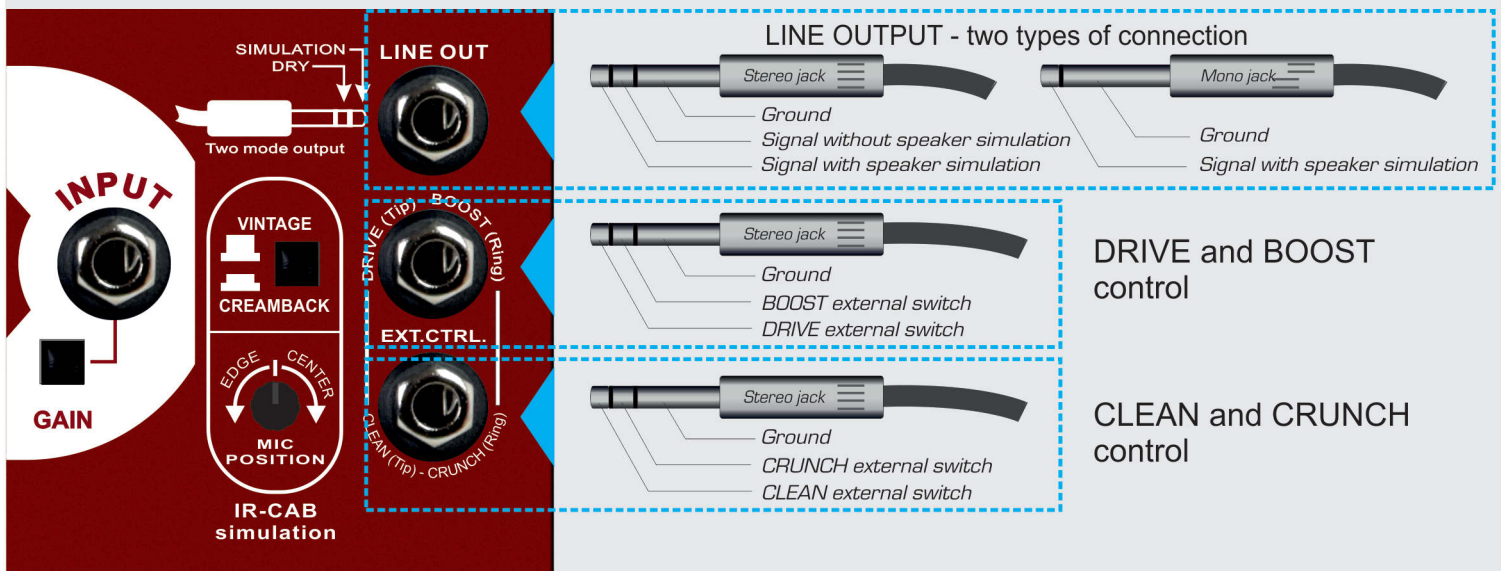 SIMULATION
DRY
Two mode output
LINE OUT
INPUT
GAIN
VINTAGE
CREAMBACK
EDGE CENTER
MIC
POSITION
IR-CAB
simulation
DRIVE (Tip) - BOOST (Ring)
EXT.CTRL.
CLEAN (Tip) - CRUNCH (Ring)
LINE OUTPUT - two types of connection
Stereo jack
Ground
Signal without speaker simulation
Signal with speaker simulation
Mono jack
Ground
Signal with speaker simulation
Stereo jack
Ground
BOOST external switch
DRIVE external switch
DRIVE and BOOST
control
Stereo jack
Ground
CRUNCH external switch
CLEAN external switch
CLEAN and CRUNCH
control